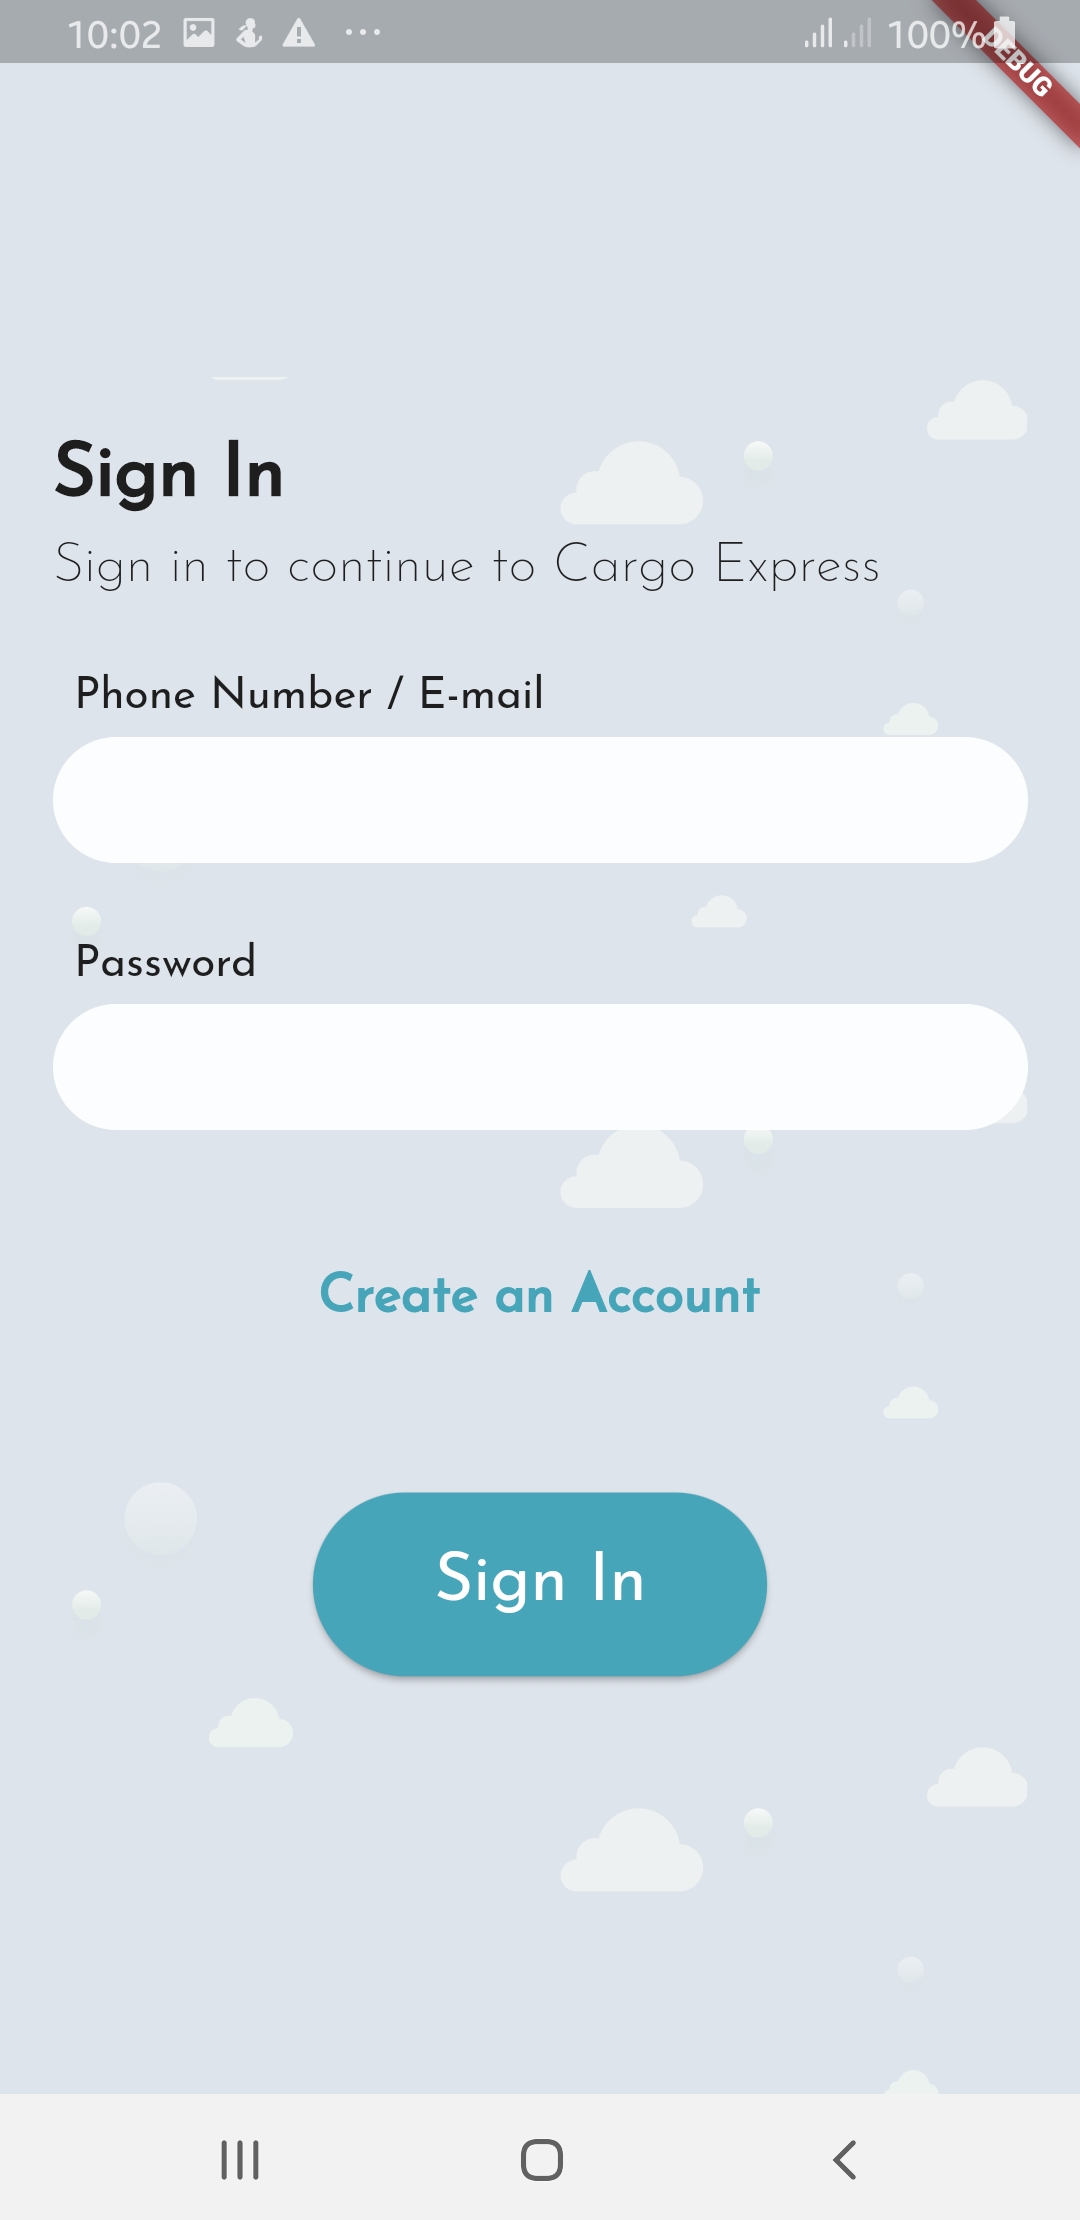 10:02 100%
DEBUG
Sign In
Sign in to continue to Cargo Express
Phone Number / E-mail
Password
Create an Account
Sign In